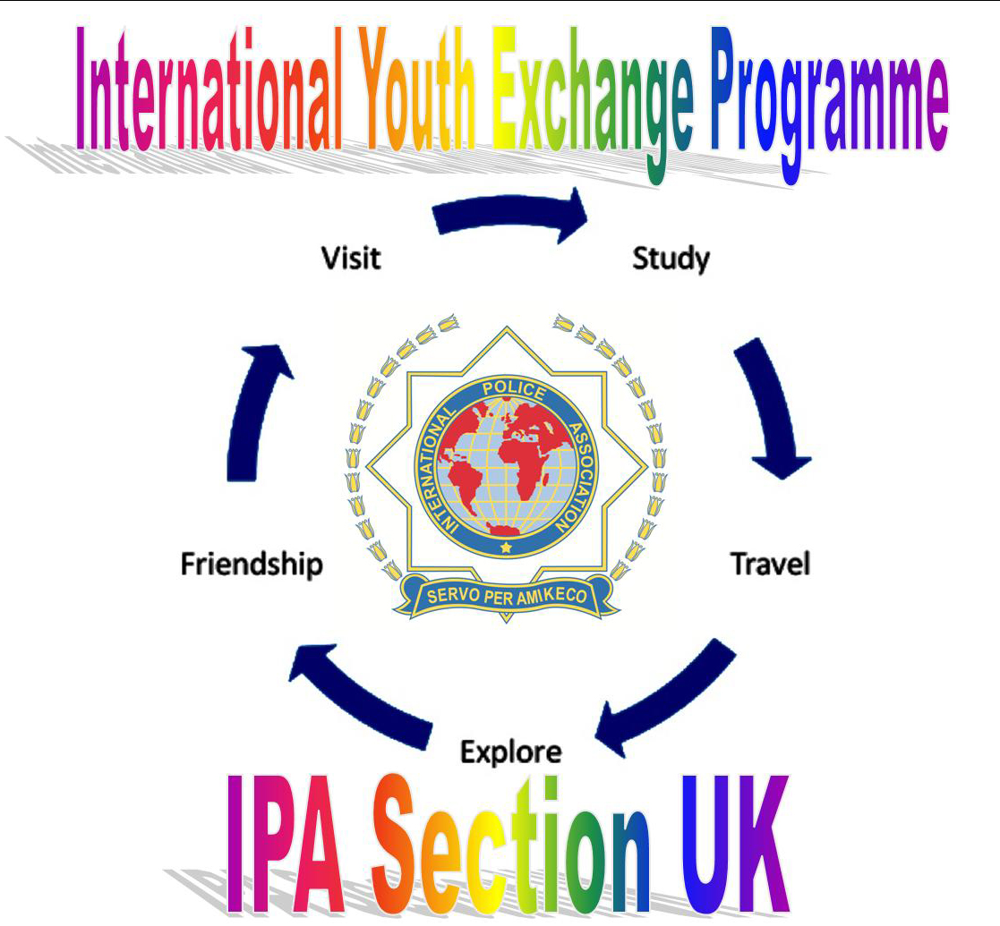 International Youth Exchange Programme
Visit
Study
POLICE
INTERNATIONAL
ASSOCIATION
Friendship
Travel
SERVO PER AMIKECO
Explore
IPA Section UK